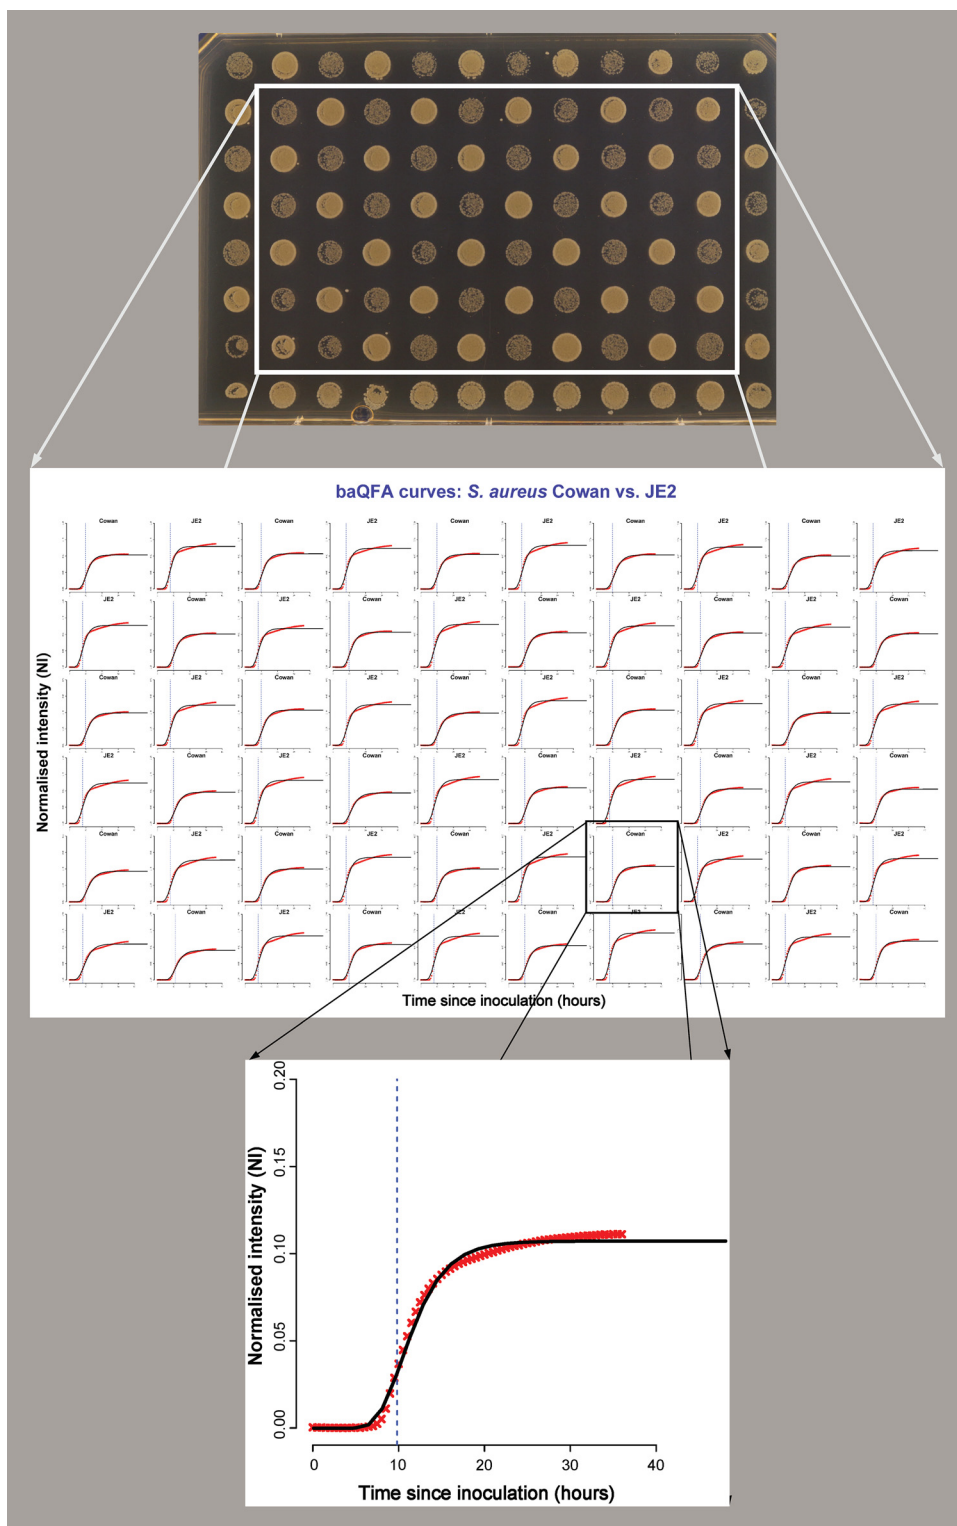 baQFA curves: S. aureus Cowan vs. JE2
Cowan JE2 Cowan JE2 Cowan JE2 Cowan JE2 Cowan JE2
JE2 Cowan JE2 Cowan JE2 Cowan JE2 Cowan JE2 Cowan
Cowan JE2 Cowan JE2 Cowan JE2 Cowan JE2 Cowan JE2
JE2 Cowan JE2 Cowan JE2 Cowan JE2 Cowan JE2 Cowan
Cowan JE2 Cowan JE2 Cowan JE2 Cowan JE2 Cowan JE2
JE2 Cowan JE2 Cowan JE2 Cowan JE2 Cowan JE2 Cowan
Normalised intensity (NI)
Time since inoculation (hours)
0.20
0.15
0.10
0.05
0.00
Normalised intensity (NI)
0 10 20 30 40
Time since inoculation (hours)